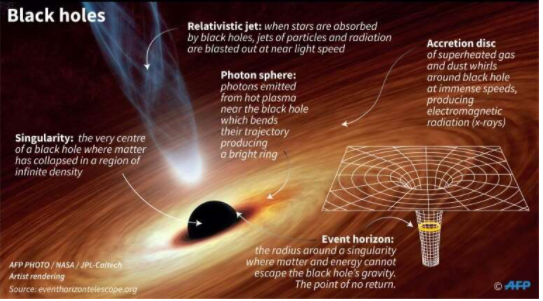 Black holes
Relativistic jet: when stars are absorbed
by black holes, jets of particles and radiation
are blasted out at near light speed
Accretion disc
of superheated gas
and dust whirls
around black hole
at immense speeds,
producing
electromagnetic
radiation (x-rays)
Photon sphere:
photons emitted
from hot plasma
near the black hole
which bends
their trajectory
producing
a bright ring
Singularity: the very centre
of a black hole where matter
has collapsed in a region of
infinite density
Event horizon:
the radius around a singularity
where matter and energy cannot
escape the black hole's gravity.
The point of no return.
AFP PHOTO / NASA / JPL-Caltech
Artist rendering
Source: eventhorizontelescope.org
© AFP